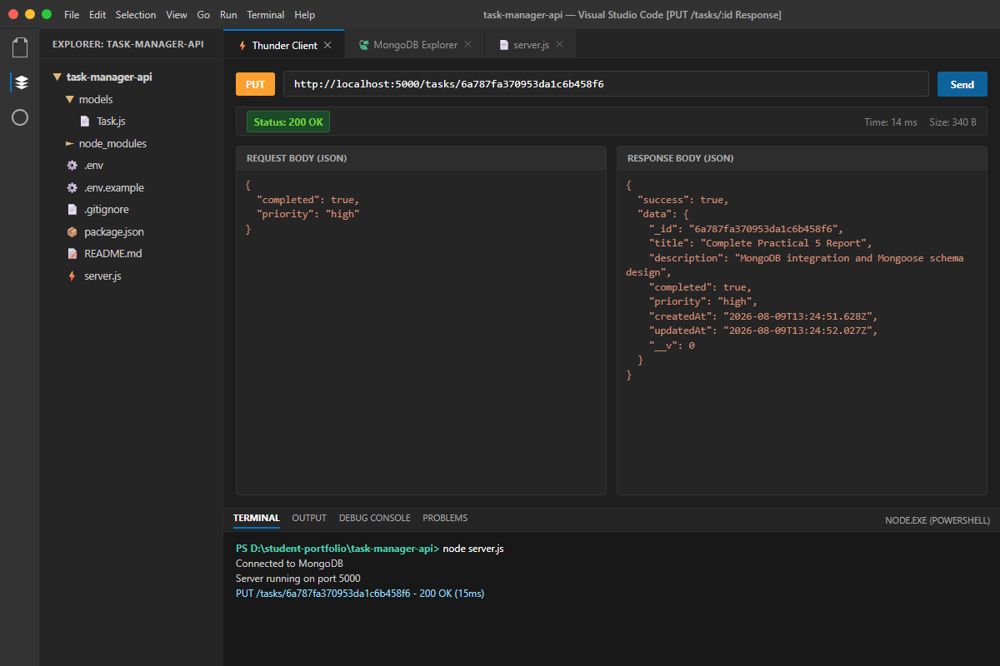 File Edit Selection View Go Run Terminal Help
task-manager-api — Visual Studio Code [PUT /tasks/:id Response]
EXPLORER: TASK-MANAGER-API
task-manager-api
models
Task.js
node_modules
.env
.env.example
.gitignore
package.json
README.md
server.js
Thunder Client
MongoDB Explorer
server.js
PUT
http://localhost:5000/tasks/6a787fa370953da1c6b458f6
Send
Status: 200 OK
Time: 14 ms
Size: 340 B
REQUEST BODY (JSON)
{
"completed": true,
"priority": "high"
}
RESPONSE BODY (JSON)
{
"success": true,
"data": {
"_id": "6a787fa370953da1c6b458f6",
"title": "Complete Practical 5 Report",
"description": "MongoDB integration and Mongoose schema
design",
"completed": true,
"priority": "high",
"createdAt": "2026-08-09T13:24:51.628Z",
"updatedAt": "2026-08-09T13:24:52.027Z",
"__v": 0
}
}
TERMINAL OUTPUT DEBUG CONSOLE PROBLEMS
NODE.EXE (POWERSHELL)
PS D:\student-portfolio\task-manager-api> node server.js
Connected to MongoDB
Server running on port 5000
PUT /tasks/6a787fa370953da1c6b458f6 - 200 OK (15ms)